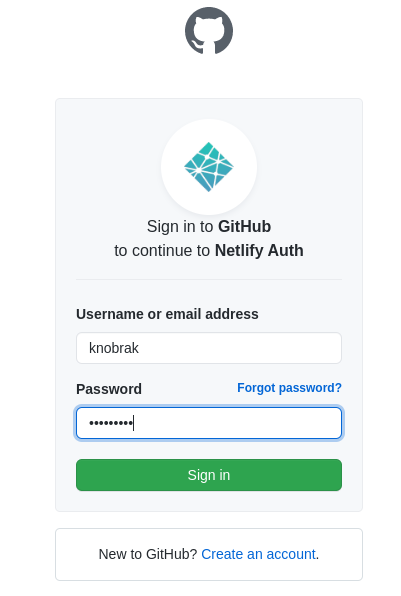 Sign in to GitHub
to continue to Netlify Auth
Username or email address
knobrak
Password Forgot password?
•••••••••
Sign in
New to GitHub? Create an account.